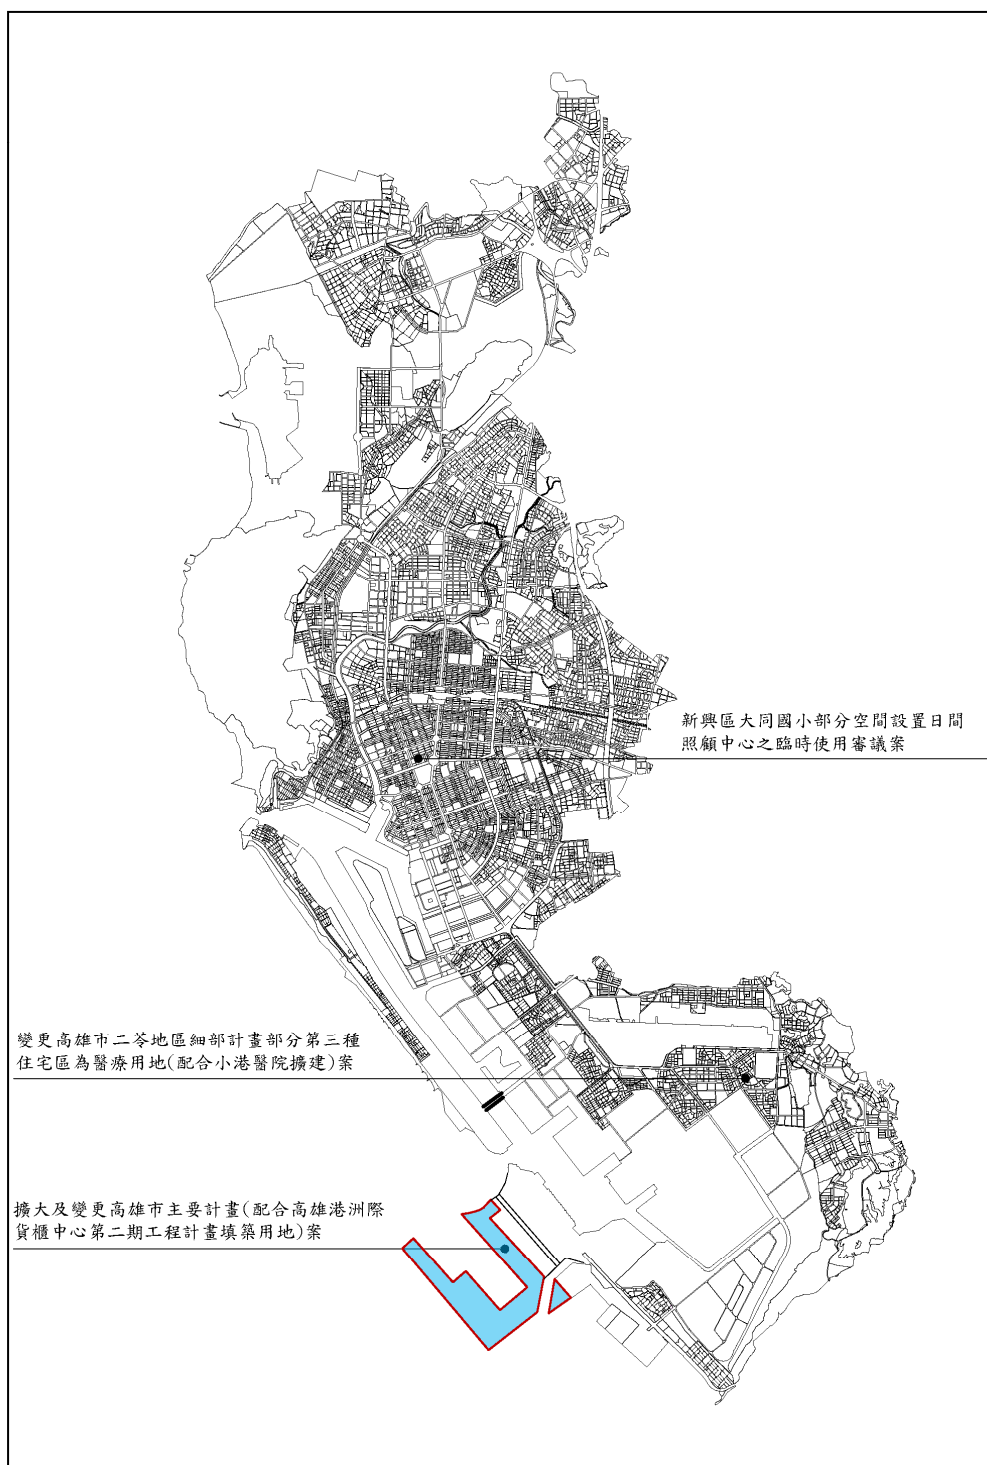 新興區大同國小部分空間設置日間
照顧中心之臨時使用審議案
變更高雄市二苓地區細部計畫部分第三種
住宅區為醫療用地(配合小港醫院擴建)案
擴大及變更高雄市主要計畫(配合高雄港洲際
貨櫃中心第二期工程計畫填築用地)案